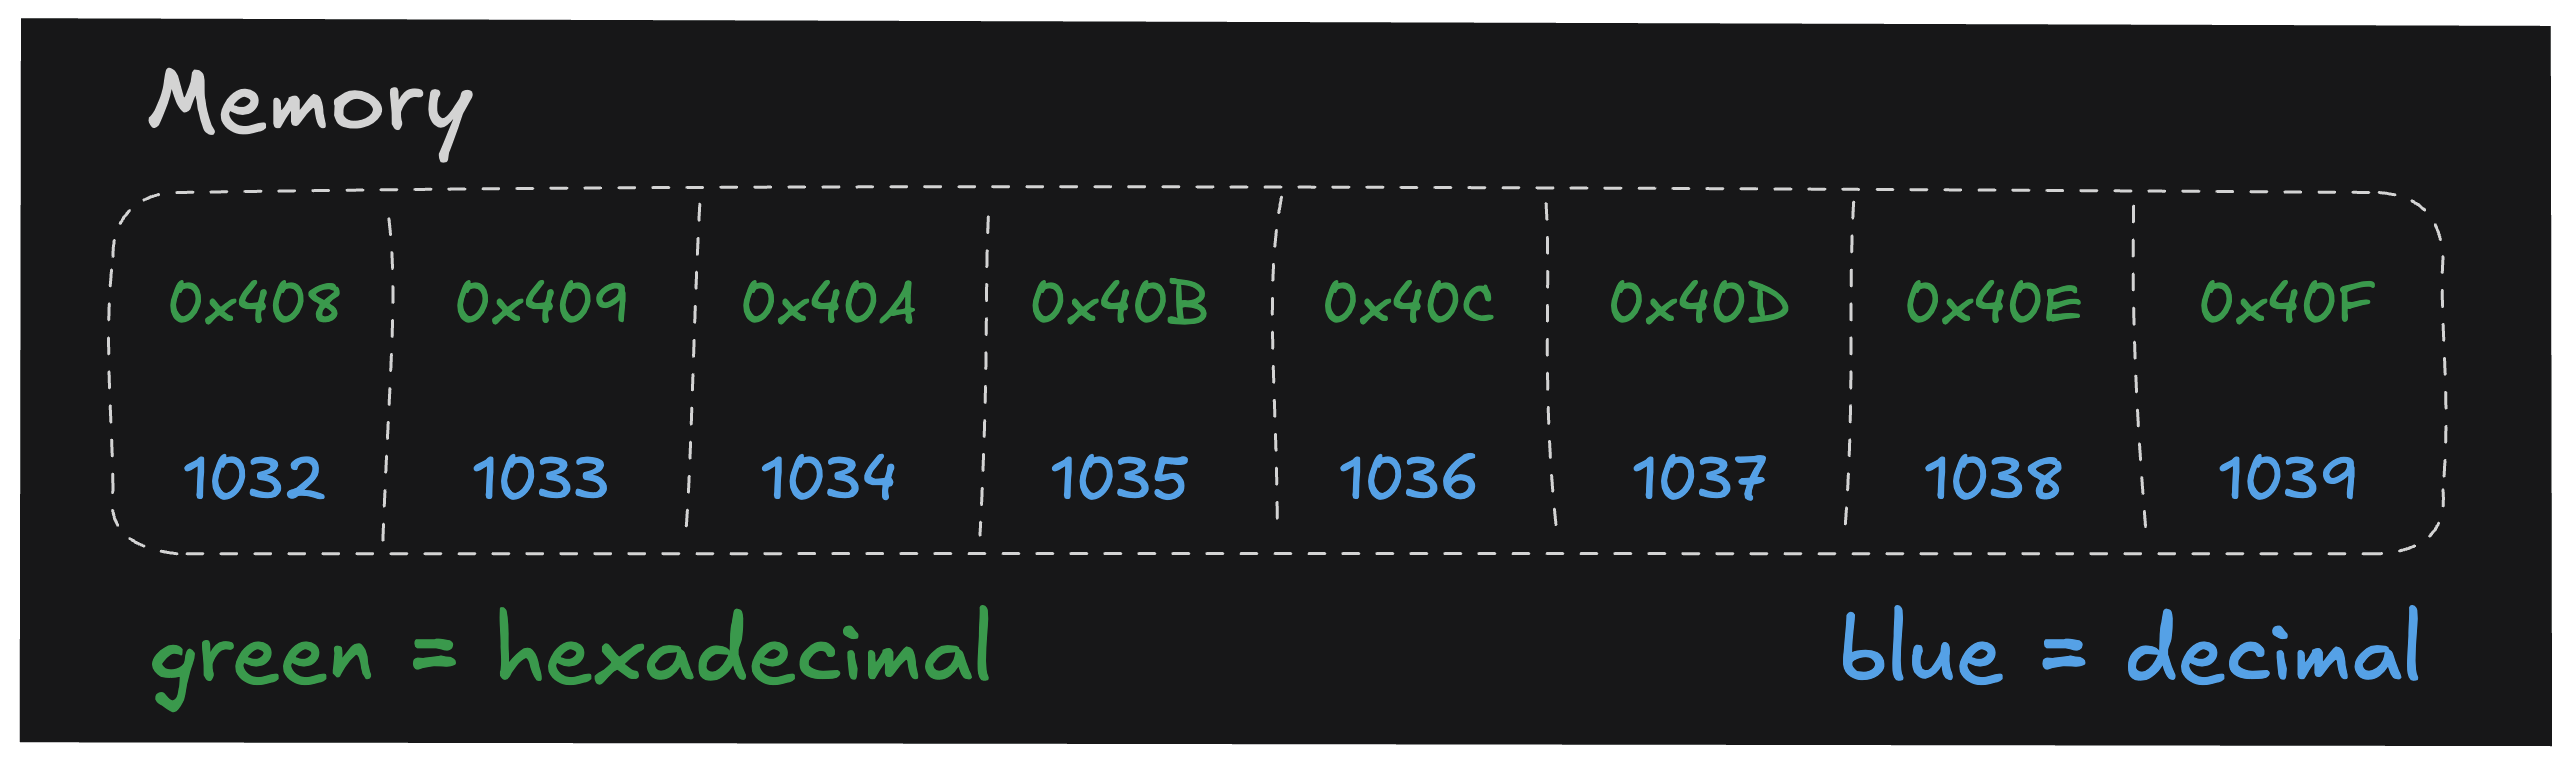 Memory
0x408 0x409 0x40A 0x40B 0x40C 0x40D 0x40E 0x40F
1032 1033 1034 1035 1036 1037 1038 1039
green = hexadecimal blue = decimal